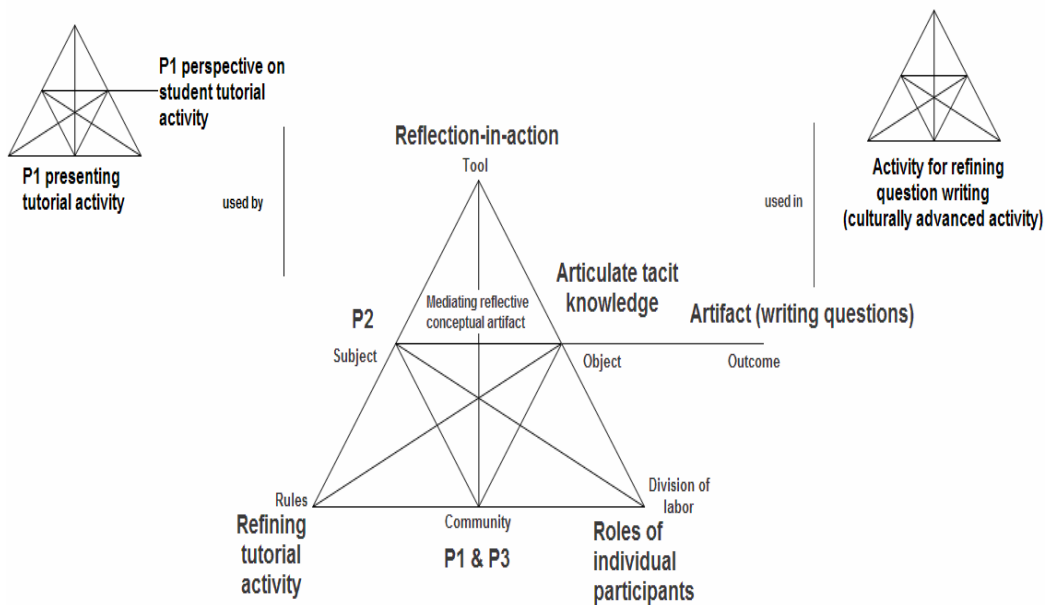 P1 perspective on
student tutorial
activity
P1 presenting
tutorial activity
used by
Reflection-in-action
Tool
used in
Activity for refining
question writing
(culturally advanced activity)
Mediating reflective
conceptual artifact
Articulate tacit
knowledge
Artifact (writing questions)
P2
Subject
Object
Outcome
Rules
Refining
tutorial
activity
Community
P1 & P3
Division of
labor
Roles of
individual
participants